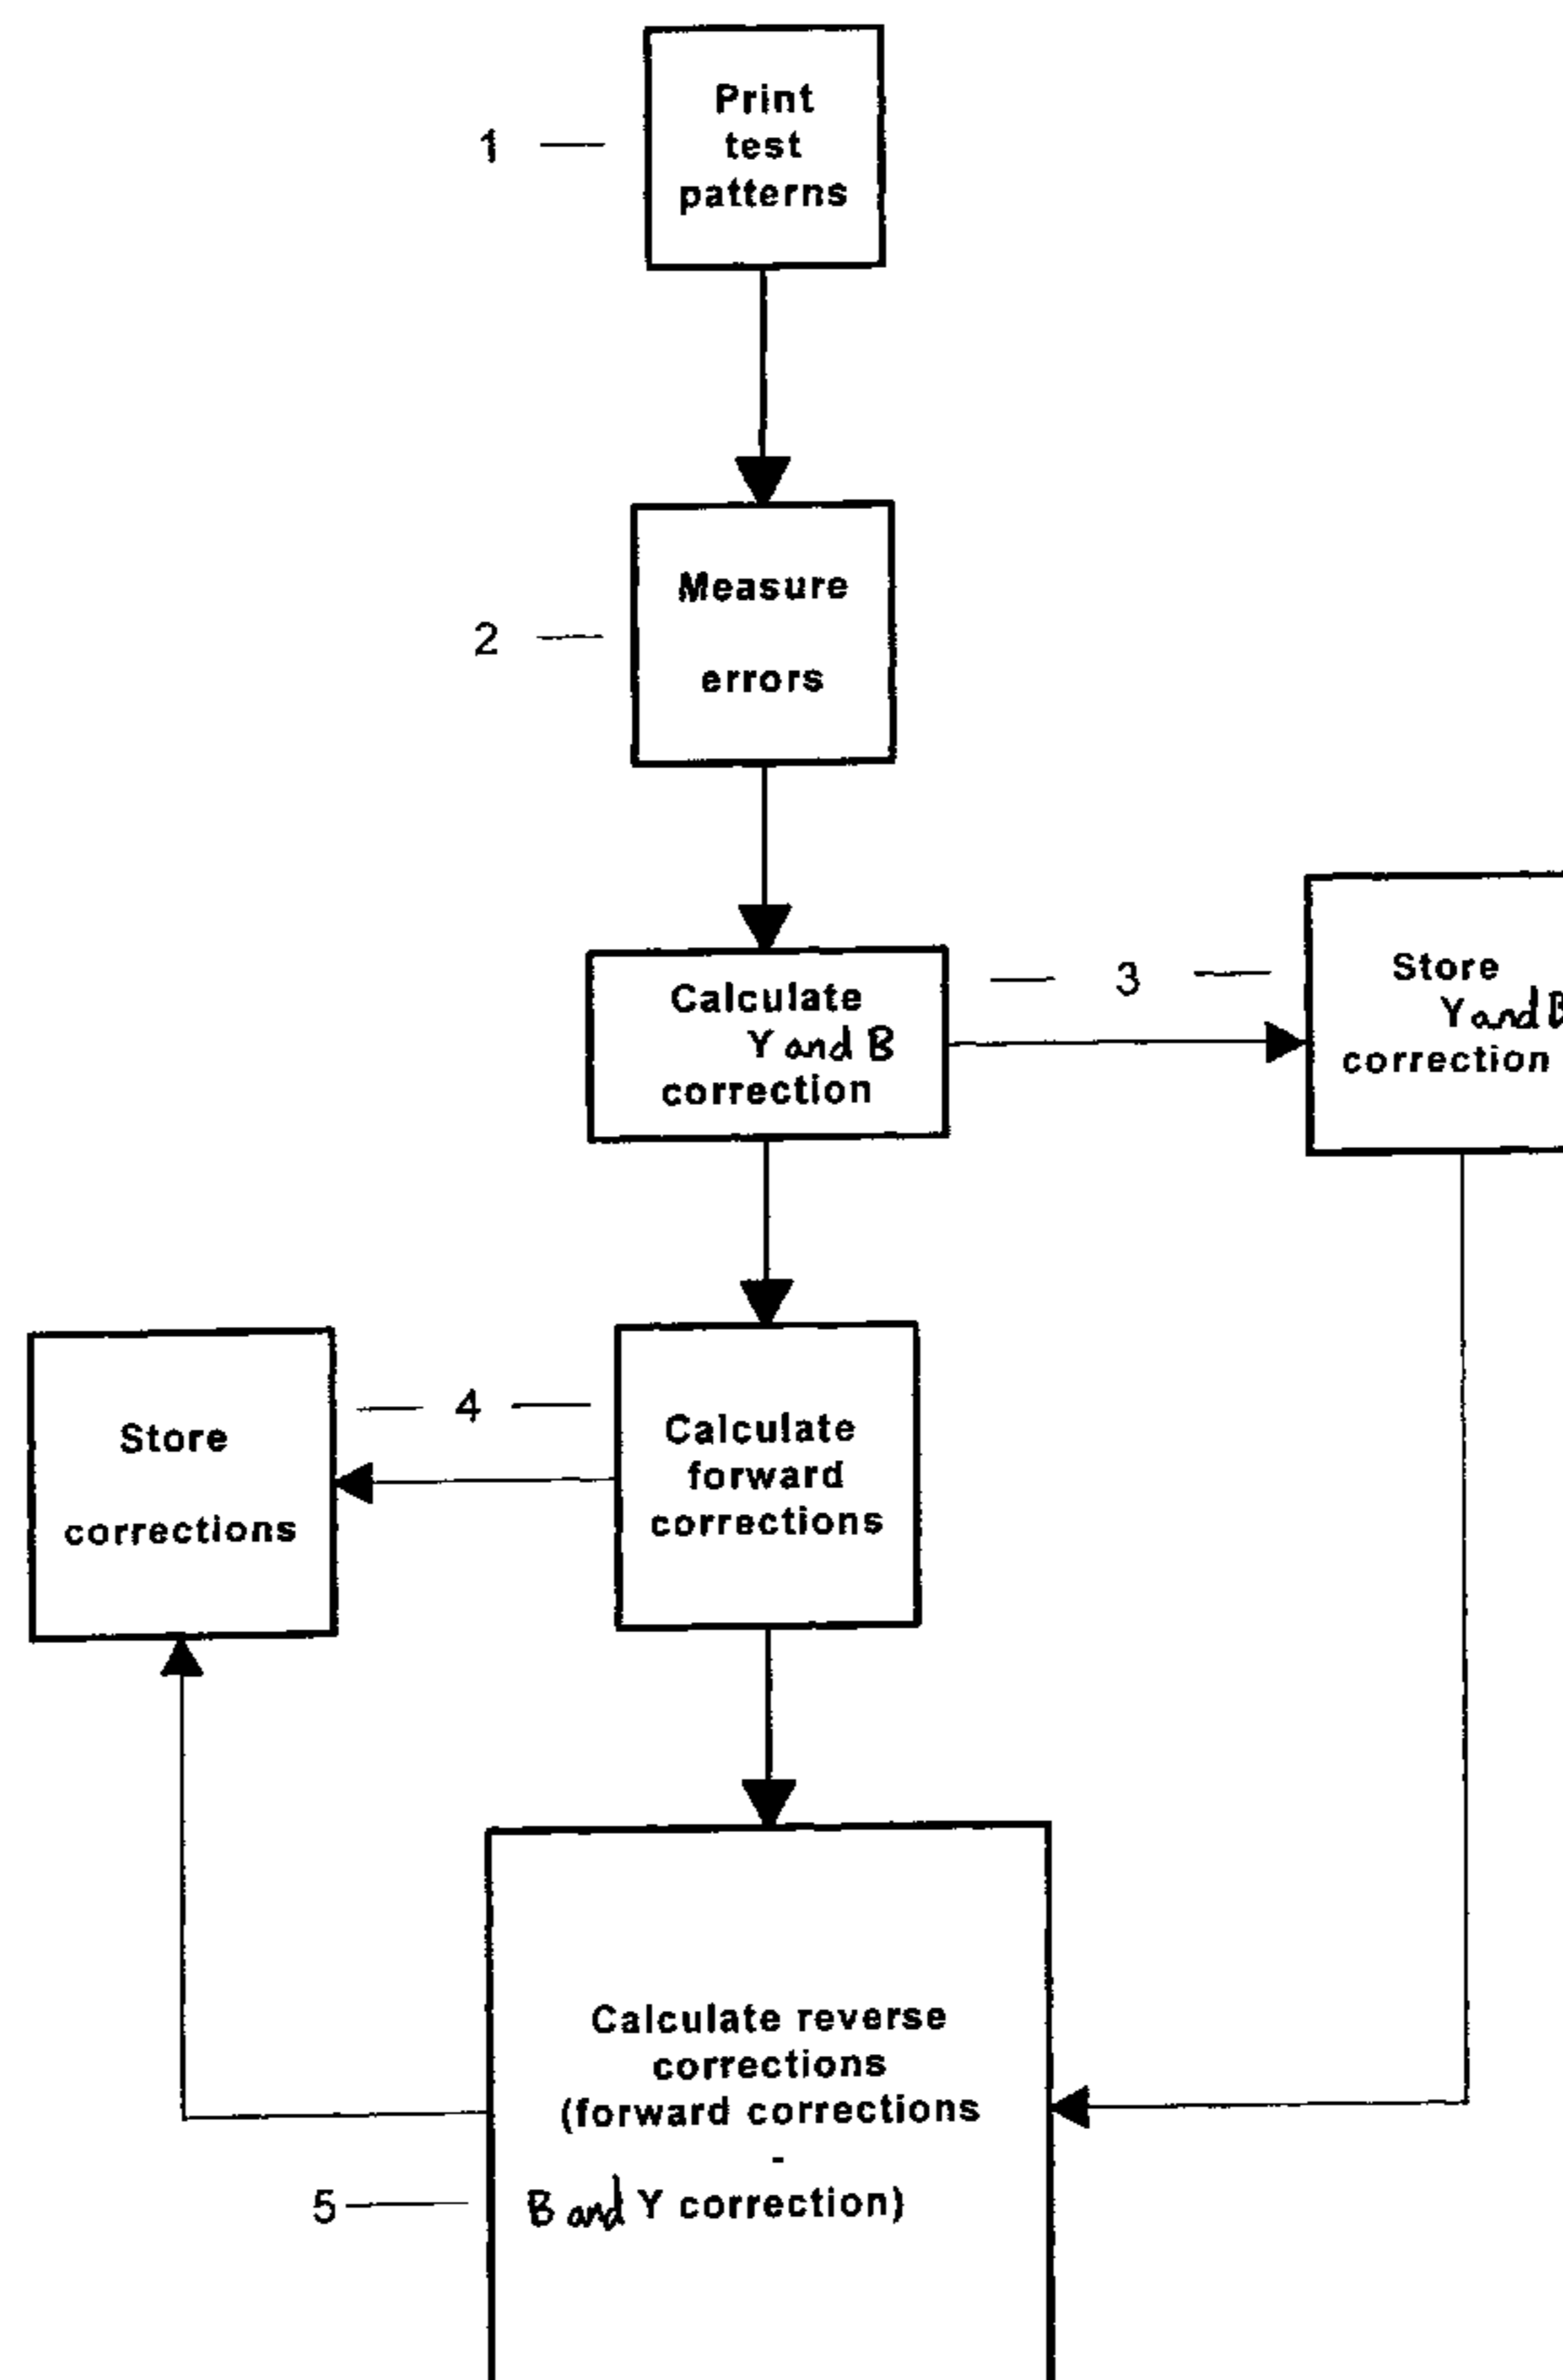 Print
test
patterns
1
Measure
errors
2
Calculate
Y and B
correction
3
Store
Y and B
correction
Store
corrections
4
Calculate
forward
corrections
Calculate reverse
corrections
(forward corrections
-
B and Y correction)
5